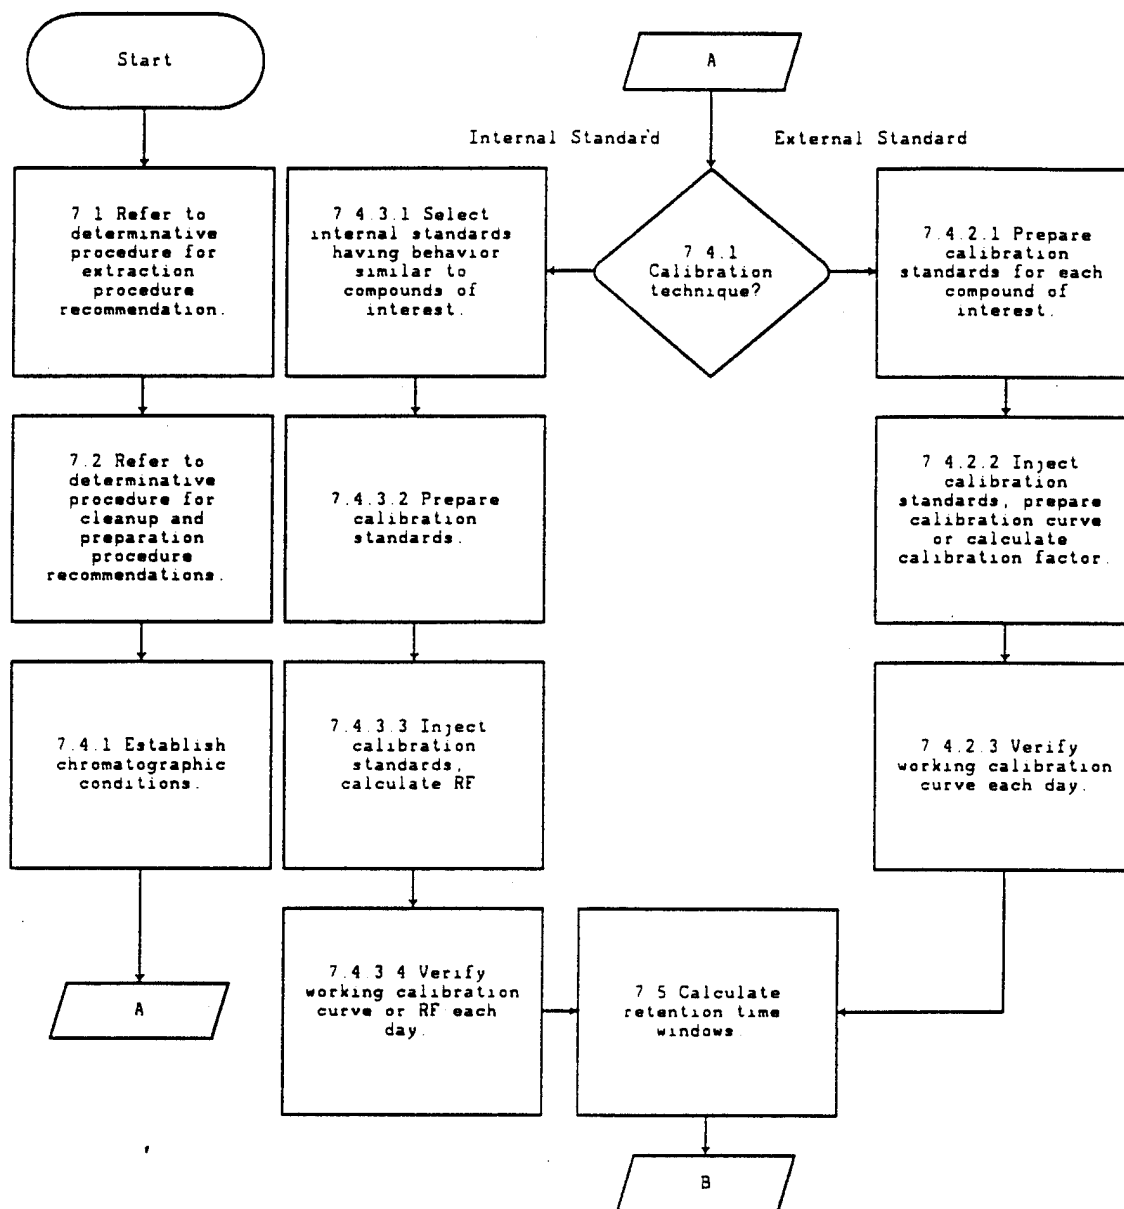 Start
7 1 Refer to
determinative
procedure for
extraction
procedure
recommendation.
7.2 Refer to
determinative
procedure for
cleanup and
preparation
procedure
recommendations.
7.4.1 Establish
chromatographic
conditions.
A
A
Internal Standard
External Standard
7 4.1
Calibration
technique?
7 4.3.1 Select
internal standards
having behavior
similar to
compounds of
interest.
7.4.3.2 Prepare
calibration
standards.
7.4.3.3 Inject
calibration
standards,
calculate RF
7.4.3 4 Verify
working calibration
curve or RF each
day.
7.4.2.1 Prepare
calibration
standards for each
compound of
interest.
7 4.2.2 Inject
calibration
standards, prepare
calibration curve
or calculate
calibration factor.
7 4.2 3 Verify
working calibration
curve each day.
7 5 Calculate
retention time
windows.
B